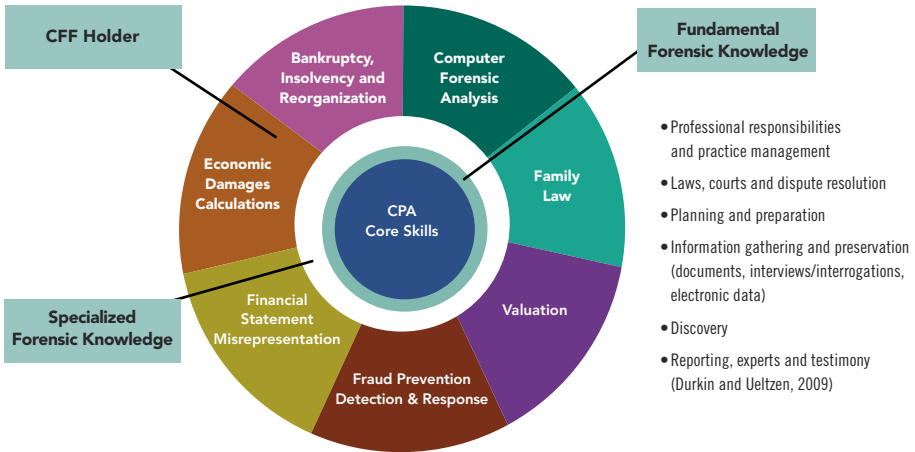 CFF Holder
Fundamental
Forensic Knowledge
Bankruptcy,
Insolvency and
Reorganization
Computer
Forensic
Analysis
Economic
Damages
Calculations
Family
Law
CPA
Core Skills
Specialized
Forensic Knowledge
Financial
Statement
Misrepresentation
Valuation
Fraud Prevention
Detection & Response
• Professional responsibilities
and practice management
• Laws, courts and dispute resolution
• Planning and preparation
• Information gathering and preservation
(documents, interviews/interrogations,
electronic data)
• Discovery
• Reporting, experts and testimony
(Durkin and Ueltzen, 2009)